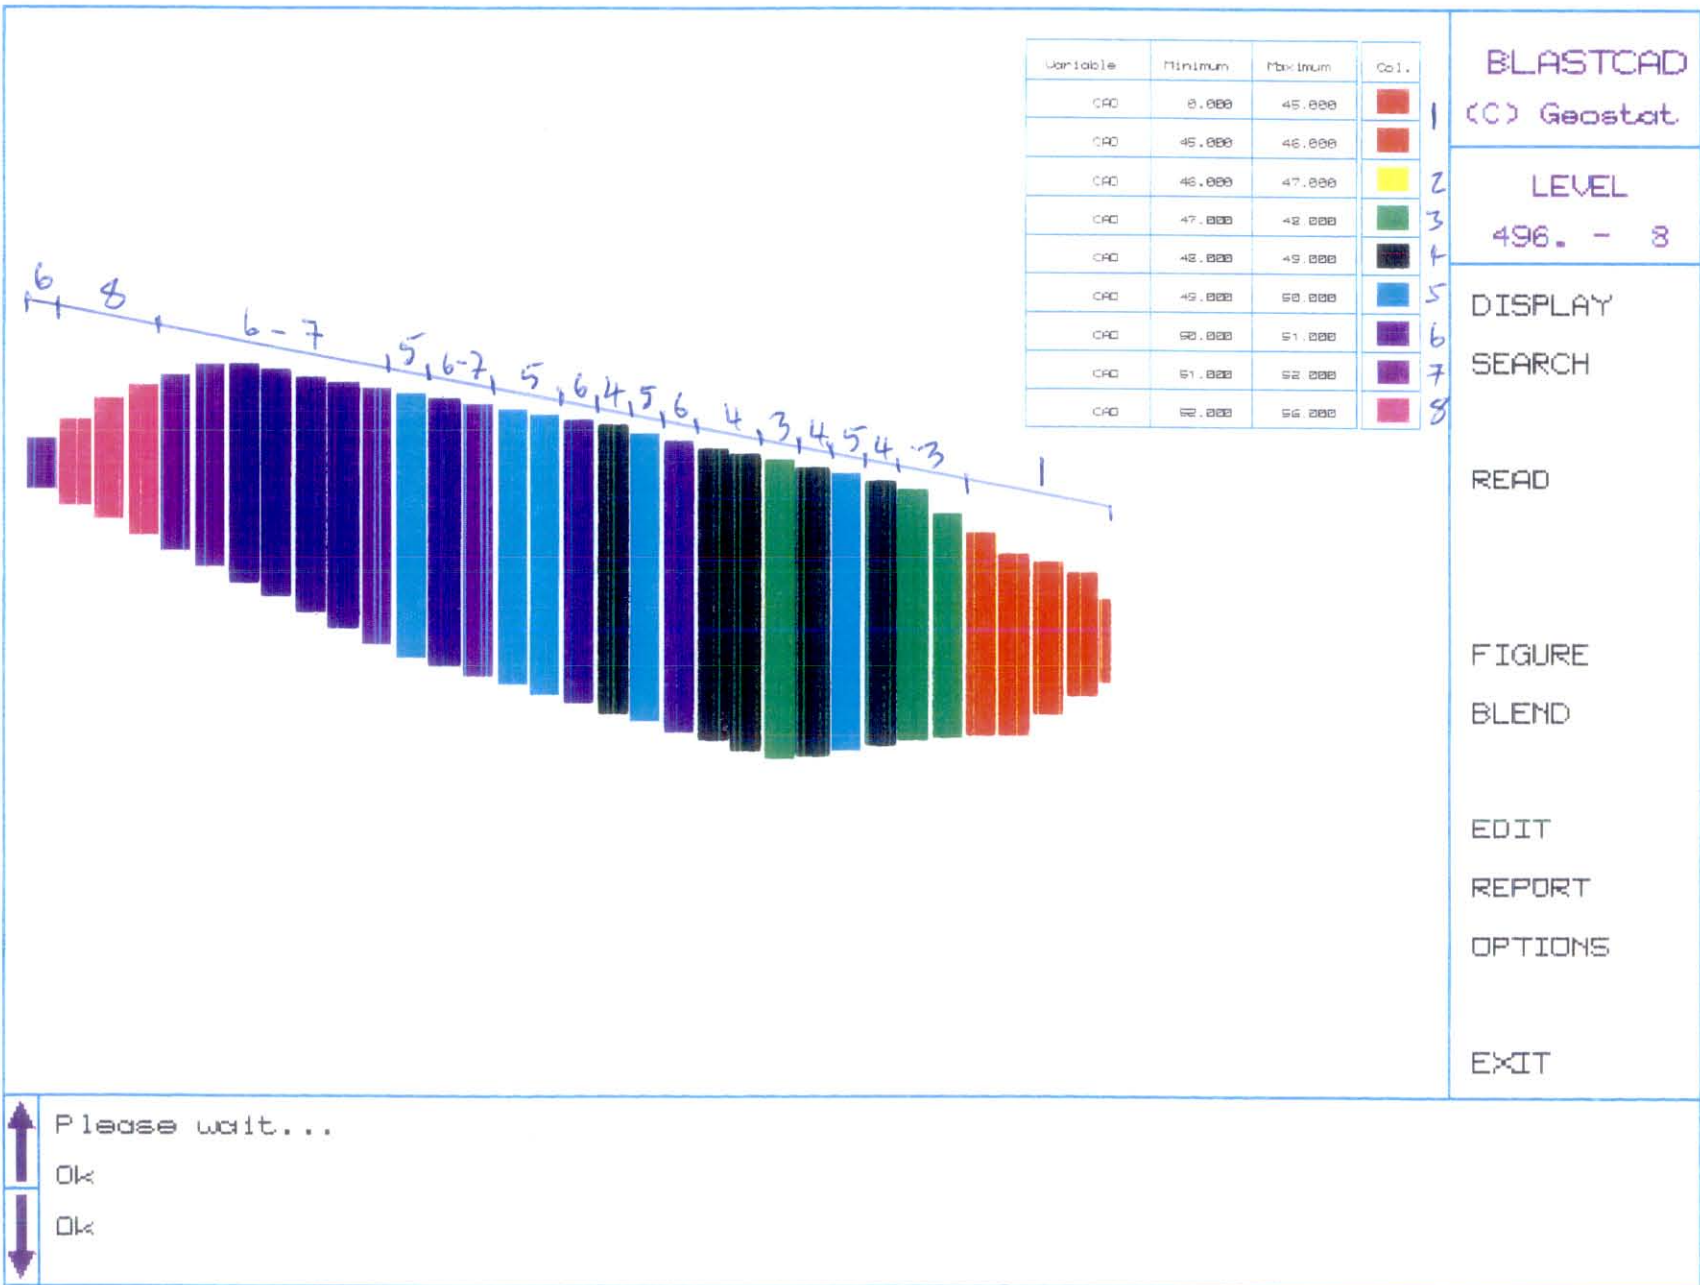 Variable Minimum Maximum Col.
CAO 0.000 45.000
1
CAO 45.000 46.000
CAO 46.000 47.000 2
CAO 47.000 48.000 3
CAO 48.000 49.000 4
CAO 49.000 50.000 5
CAO 50.000 51.000 6
CAO 51.000 52.000 7
CAO 52.000 56.000 8
6 8 6-7 5 6-7 5 6 4 5 6 4 3 4 5 4 3 1
BLASTCAD
(C) Geostat
LEVEL
496. - 8
DISPLAY
SEARCH
READ
FIGURE
BLEND
EDIT
REPORT
OPTIONS
EXIT
Please wait...
Ok
Ok